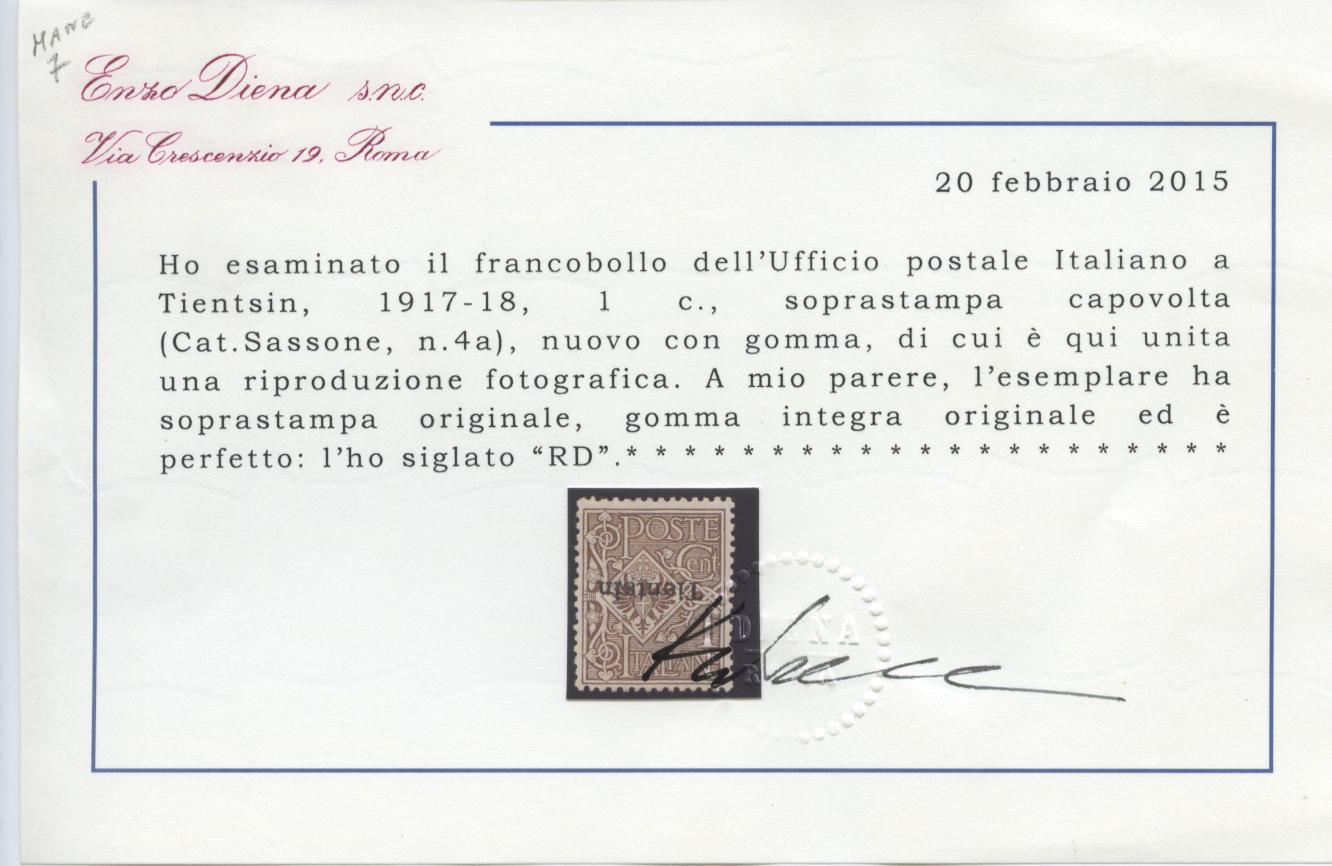 Enzo Diena s.n.c.
Via Crescenzio 19, Roma
20 febbraio 2015
Ho esaminato il francobollo dell'Ufficio postale Italiano a
Tientsin, 1917-18, 1 c., soprastampa capovolta
(Cat.Sassone, n.4a), nuovo con gomma, di cui è qui unita
una riproduzione fotografica. A mio parere, l'esemplare ha
soprastampa originale, gomma integra originale ed è
perfetto: l'ho siglato “RD”.* * * * * * * * * * * * * * * * * * * * *
POSTE
Cent
Tientsin
1
ITALIANE